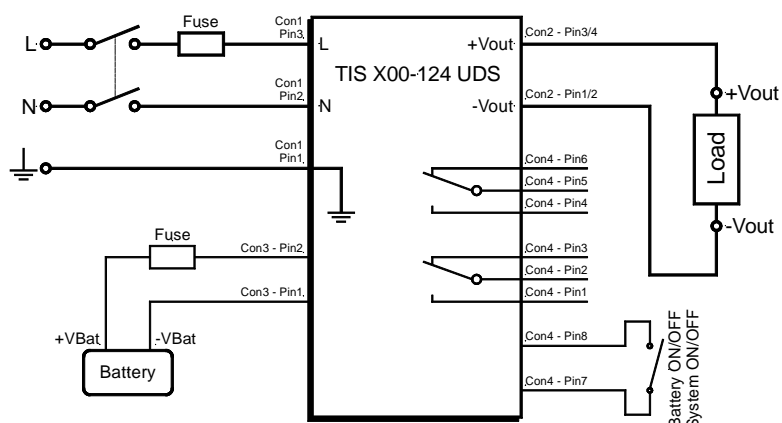 Fuse
Con1
Pin3
L
L
+Vout
Con2 - Pin3/4
TIS X00-124 UDS
+Vout
Con1
Pin2
N
N
-Vout
Con2 - Pin1/2
Load
Con1
Pin1
Con4 - Pin6
Con4 - Pin5
Con4 - Pin4
-Vout
Fuse
Con3 - Pin2
Con4 - Pin3
Con4 - Pin2
Con3 - Pin1
Con4 - Pin1
+VBat
-VBat
Con4 - Pin8
Battery
Con4 - Pin7
Battery ON/OFF
System ON/OFF